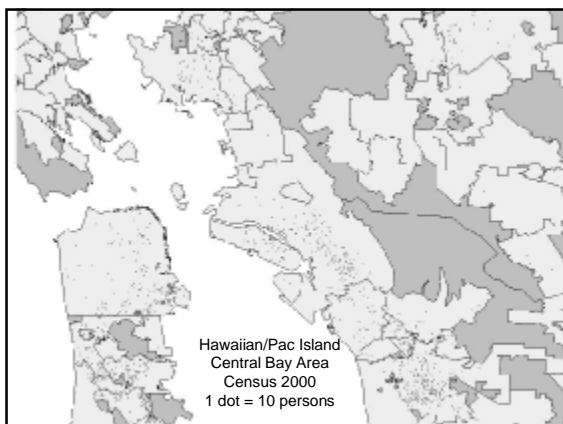 Hawaiian/Pac Island
Central Bay Area
Census 2000
1 dot = 10 persons